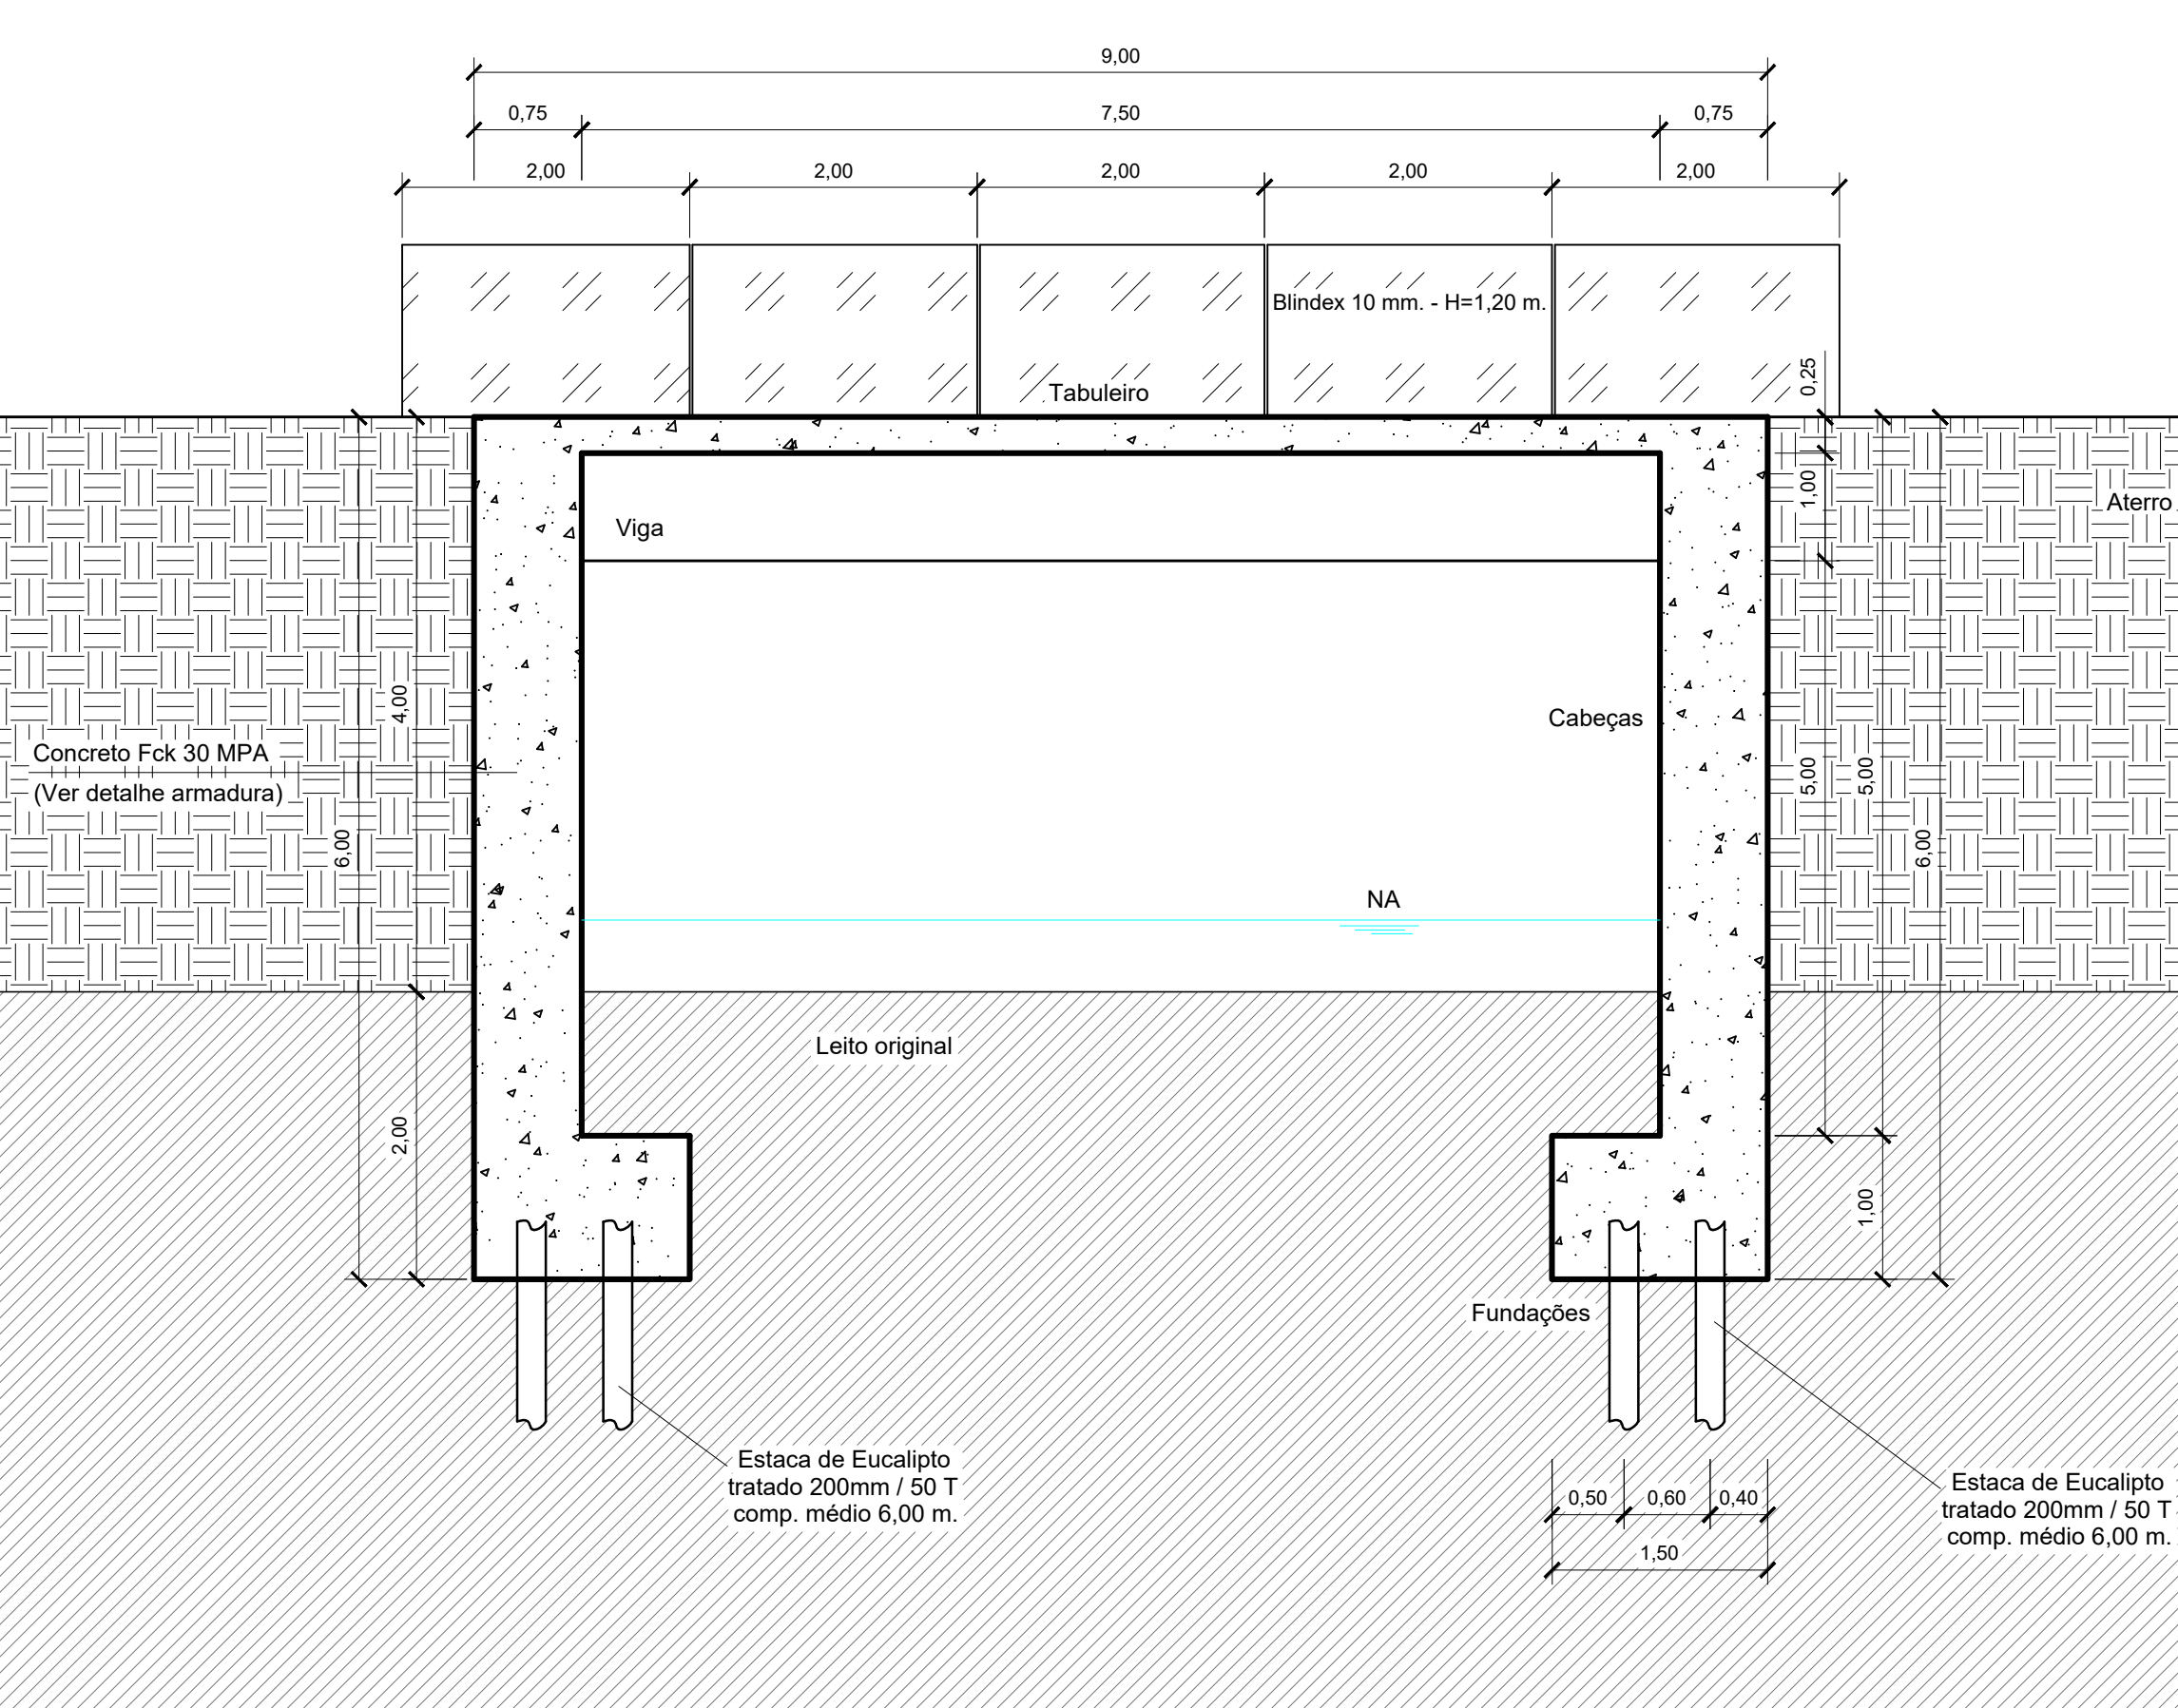 9,00
0,75
7,50
0,75
2,00
2,00
2,00
2,00
2,00
Blindex 10 mm. - H=1,20 m.
Tabuleiro
0,25
1,00
Aterro
Viga
4,00
Cabeças
Concreto Fck 30 MPA
(Ver detalhe armadura)
6,00
5,00
5,00
6,00
NA
Leito original
2,00
1,00
Fundações
Estaca de Eucalipto
tratado 200mm / 50 T
comp. médio 6,00 m.
Estaca de Eucalipto
tratado 200mm / 50 T
comp. médio 6,00 m.
0,50
0,60
0,40
1,50